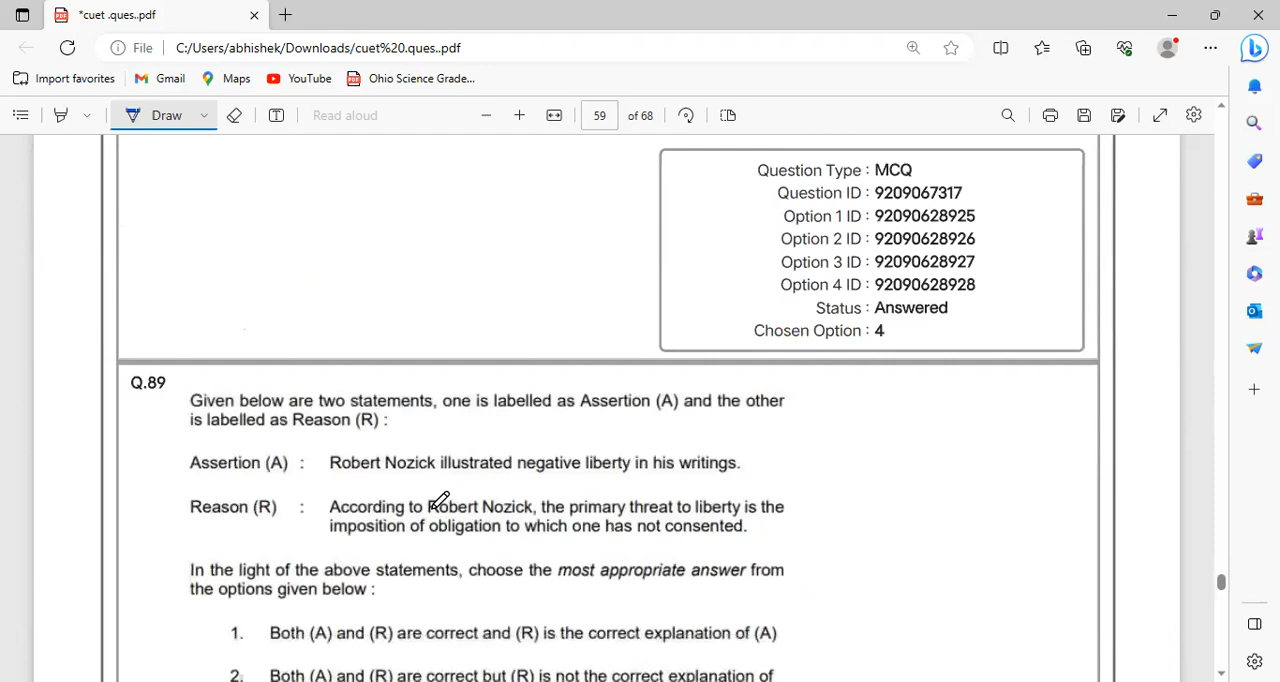 *cuet .ques..pdf
File
C:/Users/abhishek/Downloads/cuet%20.ques..pdf
Import favorites
Gmail
Maps
YouTube
Ohio Science Grade...
Draw
Read aloud
59 of 68
Question Type : MCQ
Question ID : 9209067317
Option 1 ID : 92090628925
Option 2 ID : 92090628926
Option 3 ID : 92090628927
Option 4 ID : 92090628928
Status : Answered
Chosen Option : 4
Q.89
Given below are two statements, one is labelled as Assertion (A) and the other
is labelled as Reason (R) :
Assertion (A) : Robert Nozick illustrated negative liberty in his writings.
Reason (R) : According to Robert Nozick, the primary threat to liberty is the
imposition of obligation to which one has not consented.
In the light of the above statements, choose the most appropriate answer from
the options given below :
1. Both (A) and (R) are correct and (R) is the correct explanation of (A)
2. Both (A) and (R) are correct but (R) is not the correct explanation of